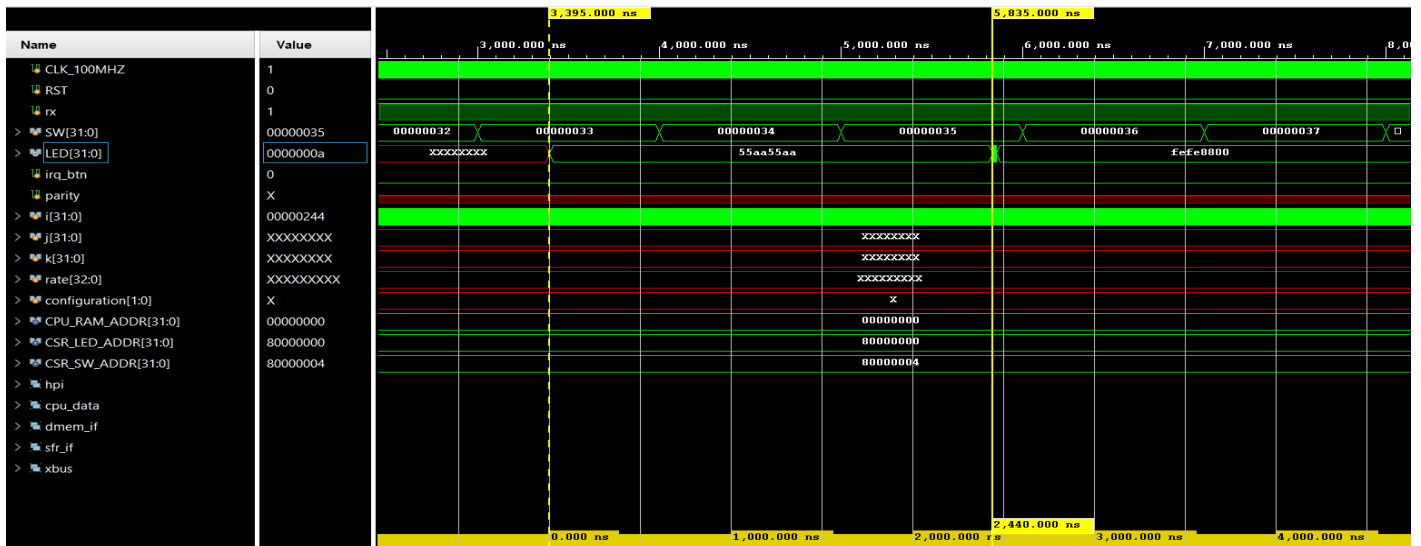 3,395.000 ns 5,835.000 ns
Name Value 3,000.000 ns 4,000.000 ns 5,000.000 ns 6,000.000 ns 7,000.000 ns 8,0
CLK_100MHZ 1
RST 0
rx 1
SW[31:0] 00000035 00000032 00000033 00000034 00000035 00000036 00000037
LED[31:0] 0000000a XXXXXXXX 55aa55aa fefe8800
irq_btn 0
parity X
i[31:0] 00000244
j[31:0] XXXXXXXX XXXXXXXX
k[31:0] XXXXXXXX XXXXXXXX
rate[32:0] XXXXXXXXX XXXXXXXXX
configuration[1:0] X X
CPU_RAM_ADDR[31:0] 00000000 00000000
CSR_LED_ADDR[31:0] 80000000 80000000
CSR_SW_ADDR[31:0] 80000004 80000004
hpi
cpu_data
dmem_if
sfr_if
xbus
2,440.000 ns
0.000 ns 1,000.000 ns 2,000.000 ns 3,000.000 ns 4,000.000 ns